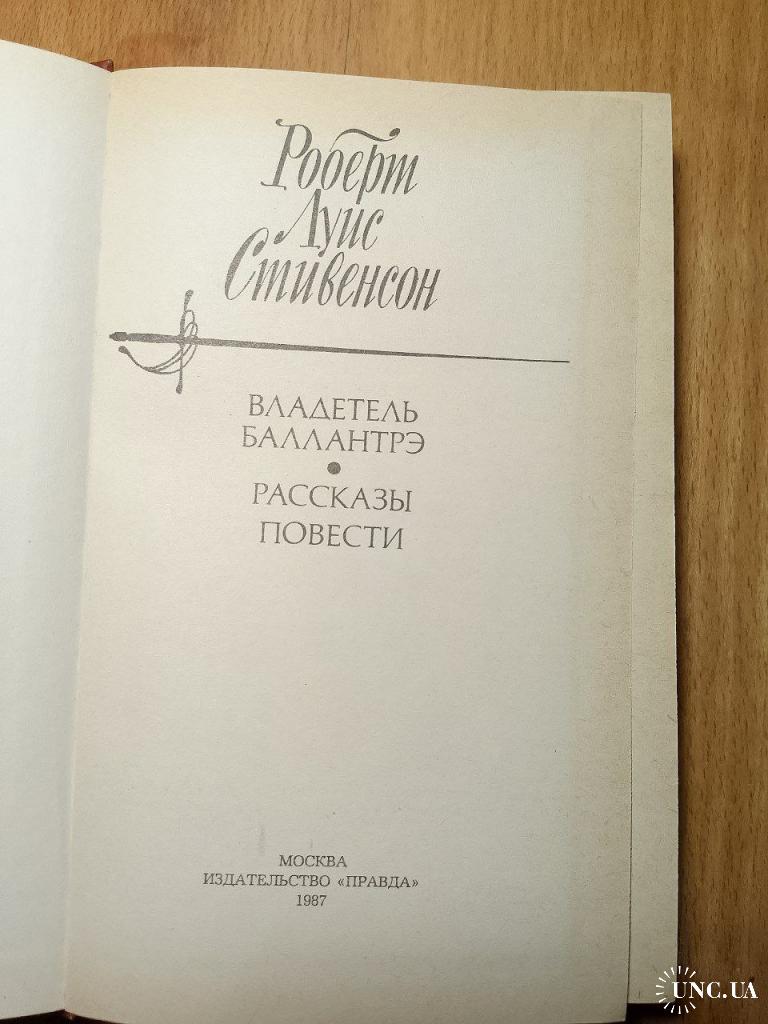 Роберт
Луис
Стивенсон
ВЛАДЕТЕЛЬ
БАЛЛАНТРЭ
•
РАССКАЗЫ
ПОВЕСТИ
МОСКВА
ИЗДАТЕЛЬСТВО «ПРАВДА»
1987
UNC.UA